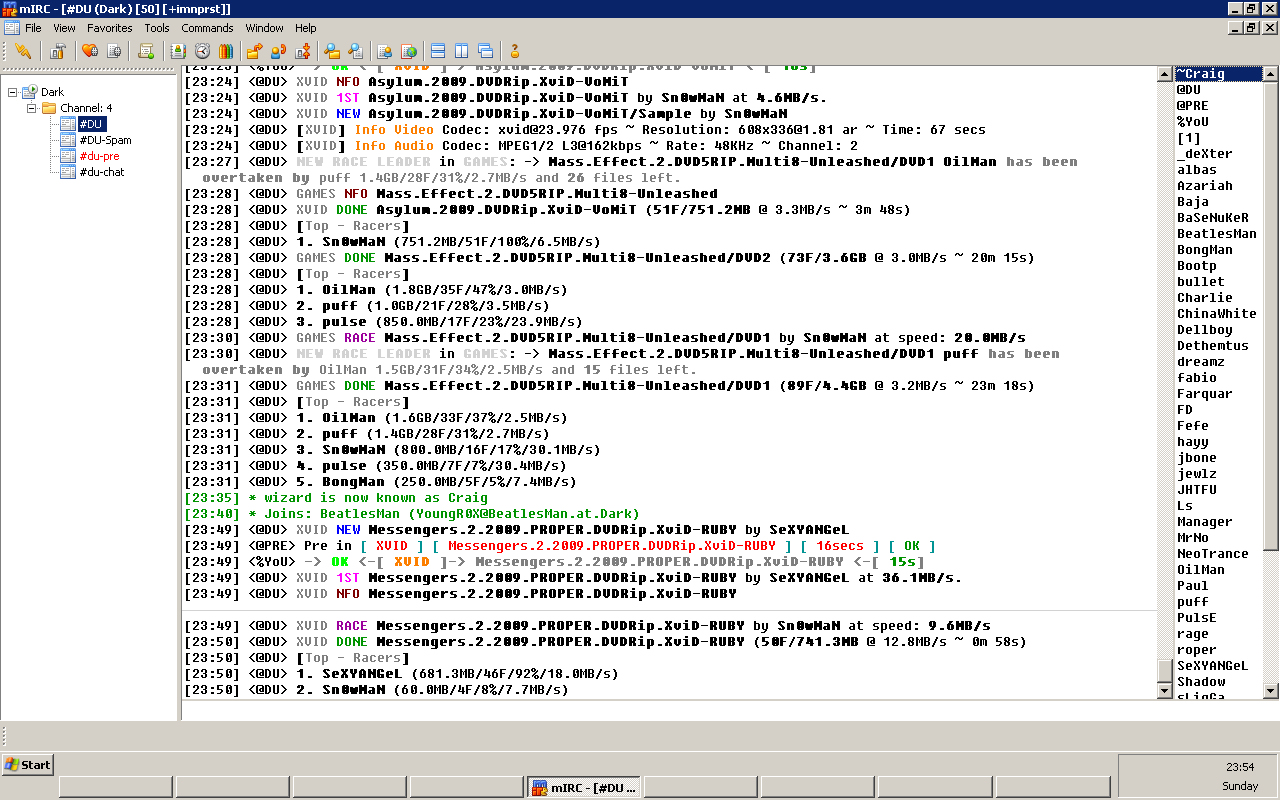 mIRC - [#DU (Dark) [50] [+imnprst]]
File View Favorites Tools Commands Window Help
Dark
Channel: 4
#DU
#DU-Spam
#du-pre
#du-chat
[23:24] <@DU> XVID NFO Asylum.2009.DVDRip.XviD-VoMiT
[23:24] <@DU> XVID 1ST Asylum.2009.DVDRip.XviD-VoMiT by Sn0wMaN at 4.6MB/s.
[23:24] <@DU> XVID NEW Asylum.2009.DVDRip.XviD-VoMiT/Sample by Sn0wMaN
[23:24] <@DU> [XVID] Info Video Codec: xvid@23.976 fps ~ Resolution: 608x336@1.81 ar ~ Time: 67 secs
[23:24] <@DU> [XVID] Info Audio Codec: MPEG1/2 L3@162kbps ~ Rate: 48KHz ~ Channel: 2
[23:27] <@DU> NEW RACE LEADER in GAMES: -> Mass.Effect.2.DVD5RIP.Multi8-Unleashed/DVD1 OilMan has been
overtaken by puff 1.4GB/28F/31%/2.7MB/s and 26 files left.
[23:28] <@DU> GAMES NFO Mass.Effect.2.DVD5RIP.Multi8-Unleashed
[23:28] <@DU> XVID DONE Asylum.2009.DVDRip.XviD-VoMiT (51F/751.2MB @ 3.3MB/s ~ 3m 48s)
[23:28] <@DU> [Top - Racers]
[23:28] <@DU> 1. Sn0wMaN (751.2MB/51F/100%/6.5MB/s)
[23:28] <@DU> GAMES DONE Mass.Effect.2.DVD5RIP.Multi8-Unleashed/DVD2 (73F/3.6GB @ 3.0MB/s ~ 20m 15s)
[23:28] <@DU> [Top - Racers]
[23:28] <@DU> 1. OilMan (1.8GB/35F/47%/3.0MB/s)
[23:28] <@DU> 2. puff (1.0GB/21F/28%/3.5MB/s)
[23:28] <@DU> 3. pulse (850.0MB/17F/23%/23.9MB/s)
[23:30] <@DU> GAMES RACE Mass.Effect.2.DVD5RIP.Multi8-Unleashed/DVD1 by Sn0wMaN at speed: 20.0MB/s
[23:30] <@DU> NEW RACE LEADER in GAMES: -> Mass.Effect.2.DVD5RIP.Multi8-Unleashed/DVD1 puff has been
overtaken by OilMan 1.5GB/31F/34%/2.5MB/s and 15 files left.
[23:31] <@DU> GAMES DONE Mass.Effect.2.DVD5RIP.Multi8-Unleashed/DVD1 (89F/4.4GB @ 3.2MB/s ~ 23m 18s)
[23:31] <@DU> [Top - Racers]
[23:31] <@DU> 1. OilMan (1.6GB/33F/37%/2.5MB/s)
[23:31] <@DU> 2. puff (1.4GB/28F/31%/2.7MB/s)
[23:31] <@DU> 3. Sn0wMaN (800.0MB/16F/17%/30.1MB/s)
[23:31] <@DU> 4. pulse (350.0MB/7F/7%/30.4MB/s)
[23:31] <@DU> 5. BongMan (250.0MB/5F/5%/7.4MB/s)
[23:35] * wizard is now known as Craig
[23:40] * Joins: BeatlesMan (YoungR0X@BeatlesMan.at.Dark)
[23:49] <@DU> XVID NEW Messengers.2.2009.PROPER.DVDRip.XviD-RUBY by SeXYANGeL
[23:49] <@PRE> Pre in [ XVID ] [ Messengers.2.2009.PROPER.DVDRip.XviD-RUBY ] [ 16secs ] [ OK ]
[23:49] <%YoU> -> OK <-[ XVID ]-> Messengers.2.2009.PROPER.DVDRip.XviD-RUBY <-[ 15s]
[23:49] <@DU> XVID 1ST Messengers.2.2009.PROPER.DVDRip.XviD-RUBY by SeXYANGeL at 36.1MB/s.
[23:49] <@DU> XVID NFO Messengers.2.2009.PROPER.DVDRip.XviD-RUBY
[23:49] <@DU> XVID RACE Messengers.2.2009.PROPER.DVDRip.XviD-RUBY by Sn0wMaN at speed: 9.6MB/s
[23:50] <@DU> XVID DONE Messengers.2.2009.PROPER.DVDRip.XviD-RUBY (50F/741.3MB @ 12.8MB/s ~ 0m 58s)
[23:50] <@DU> [Top - Racers]
[23:50] <@DU> 1. SeXYANGeL (681.3MB/46F/92%/18.0MB/s)
[23:50] <@DU> 2. Sn0wMaN (60.0MB/4F/8%/7.7MB/s)
~Craig
@DU
@PRE
%YoU
[1]
_deXter
albas
Azariah
Baja
BaSeNuKeR
BeatlesMan
BongMan
Bootp
bullet
Charlie
ChinaWhite
Dellboy
Dethemtus
dreamz
fabio
Farquar
FD
Fefe
hayy
jbone
jewlz
JHTFU
Ls
Manager
MrNo
NeoTrance
OilMan
Paul
puff
PulsE
rage
roper
SeXYANGeL
Shadow
Start
mIRC - [#DU ...
23:54
Sunday